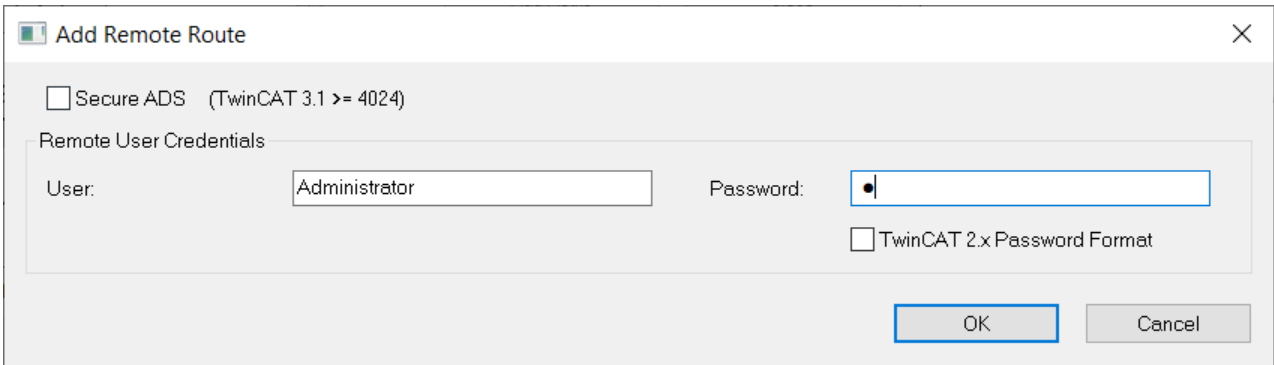 Add Remote Route
Secure ADS (TwinCAT 3.1 >= 4024)
Remote User Credentials
User: Administrator Password: ●
TwinCAT 2.x Password Format
OK Cancel